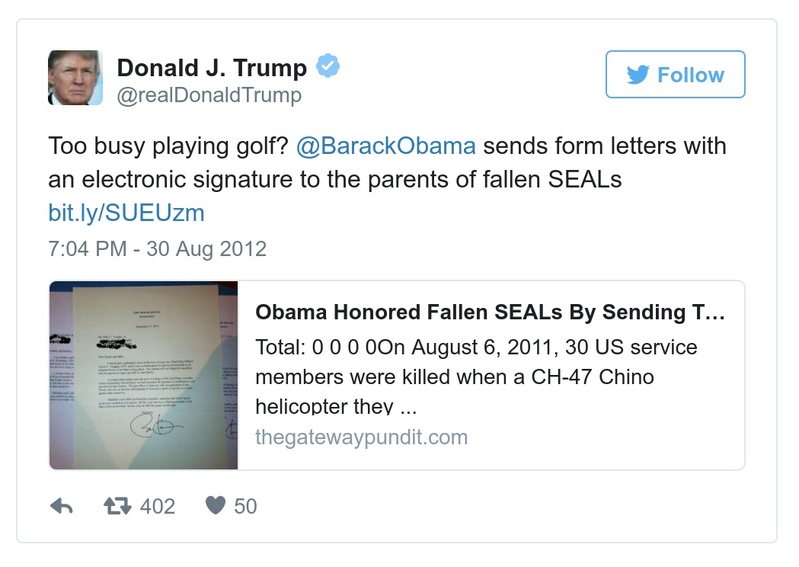 Donald J. Trump
@realDonaldTrump
Follow
Too busy playing golf? @BarackObama sends form letters with
an electronic signature to the parents of fallen SEALs
bit.ly/SUEUzm
7:04 PM - 30 Aug 2012
Obama Honored Fallen SEALs By Sending T…
Total: 0 0 0 0On August 6, 2011, 30 US service
members were killed when a CH-47 Chino
helicopter they ...
thegatewaypundit.com
402
50